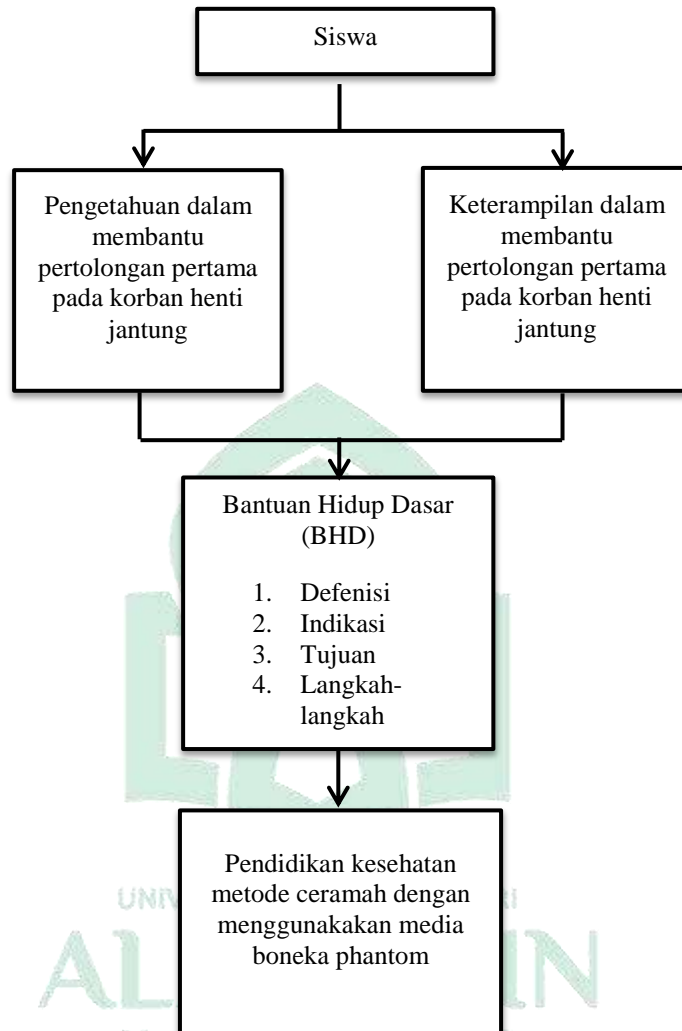 Siswa
Pengetahuan dalam
membantu
pertolongan pertama
pada korban henti
jantung
Keterampilan dalam
membantu
pertolongan pertama
pada korban henti
jantung
Bantuan Hidup Dasar
(BHD)
1. Defenisi
2. Indikasi
3. Tujuan
4. Langkah-
langkah
Pendidikan kesehatan
metode ceramah dengan
menggunakakan media
boneka phantom